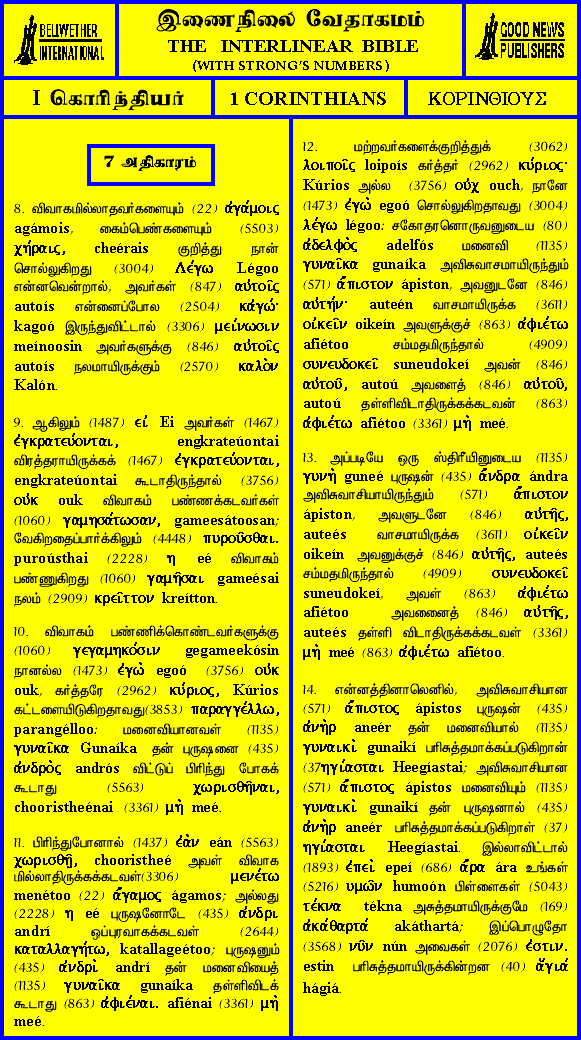 BELLWETHER
INTERNATIONAL
இணைநிலை வேதாகமம்
THE INTERLINEAR BIBLE
(WITH STRONG'S NUMBERS)
GOOD NEWS
PUBLISHERS
I கொரிந்தியர்
1 CORINTHIANS
ΚΟΡΙΝΘΙΟΥΣ
7 அதிகாரம்
8. விவாகமில்லாதவர்களையும் (22) ἀγάμοις
agámois, கைம்பெண்களையும் (5503)
χήραις, cheérais குறித்து நான்
சொல்லுகிறது (3004) Λέγω Légoo
என்னவென்றால், அவர்கள் (847) αὐτοῖς
autoís என்னைப்போல (2504) κἀγώ·
kagoó இருந்துவிட்டால் (3306) μείνωσιν
meínoosin அவர்களுக்கு (846) αὐτοῖς
autoís நலமாயிருக்கும் (2570) καλὸν
Kalón.
9. ஆகிலும் (1487) εἰ Ei அவர்கள் (1467)
ἐγκρατεύονται, engkrateúontai
விரத்தராயிருக்கக் (1467) ἐγκρατεύονται,
engkrateúontai கூடாதிருந்தால் (3756)
οὐκ ouk விவாகம் பண்ணக்கடவர்கள்
(1060) γαμησάτωσαν, gameesátoosan;
வேகிறதைப்பார்க்கிலும் (4448) πυροῦσθαι.
puroústhai (2228) η eé விவாகம்
பண்ணுகிறது (1060) γαμῆσαι gameésai
நலம் (2909) κρεῖττον kreítton.
10. விவாகம் பண்ணிக்கொண்டவர்களுக்கு
(1060) γεγαμηκόσιν gegameekósin
நானல்ல (1473) ἐγὼ egoó (3756) οὐκ
ouk, கர்த்தரே (2962) κύριος, Kúrios
கட்டளையிடுகிறதாவது(3853) παραγγέλλω,
parangélloo: மனைவியானவள் (1135)
γυναῖκα Gunaíka தன் புருஷனை (435)
ἀνδρὸς andrós விட்டுப் பிரிந்து போகக்
கூடாது (5563) χωρισθῆναι,
chooristheénai (3361) μὴ meé.
11. பிரிந்துபோனால் (1437) ἐὰν eán (5563)
χωρισθῇ, chooristheé அவள் விவாக
மில்லாதிருக்கக்கடவள்(3306) μενέτω
menétoo (22) ἄγαμος ágamos; அல்லது
(2228) η eé புருஷனோடே (435) ἀνδρι
andrí ஒப்புரவாகக்கடவள் (2644)
καταλλαγήτω, katallageétoo; புருஷனும்
(435) ἀνδρὶ andrí தன் மனைவியைத்
(1135) γυναῖκα gunaíka தள்ளிவிடக்
கூடாது (863) ἀφιέναι. afiénai (3361) μὴ
meé.
12. மற்றவர்களைக்குறித்துக் (3062)
λοιποῖς loipoís கர்த்தர் (2962) κύριος·
Kúrios அல்ல (3756) οὐχ ouch, நானே
(1473) ἐγὼ egoó சொல்லுகிறதாவது (3004)
λέγω légoo: சகோதரனொருவனுடைய (80)
ἀδελφὸς adelfós மனைவி (1135)
γυναῖκα gunaíka அவிசுவாசமாயிருந்தும்
(571) ἄπιστον ápiston, அவனுடனே (846)
αὐτήν· auteén வாசமாயிருக்க (3611)
οἰκεῖν oikeín அவளுக்குச் (863) ἀφιέτω
afiétoo சம்மதமிருந்தால் (4909)
συνευδοκεῖ suneudokeí அவன் (846)
αὐτοῦ, autoú அவளைத் (846) αὐτοῦ,
autoú தள்ளிவிடாதிருக்கக்கடவன் (863)
ἀφιέτω afiétoo (3361) μὴ meé.
13. அப்படியே ஒரு ஸ்திரீயினுடைய (1135)
γυνὴ guneé புருஷன் (435) ἄνδρα ándra
அவிசுவாசியாயிருந்தும் (571) ἄπιστον
ápiston, அவளுடனே (846) αὐτῆς,
auteés வாசமாயிருக்க (3611) οἰκεῖν
oikeín அவனுக்குச் (846) αὐτῆς, auteés
சம்மதமிருந்தால் (4909) συνευδοκεῖ
suneudokeí, அவள் (863) ἀφιέτω
afiétoo அவனைத் (846) αὐτῆς,
auteés தள்ளி விடாதிருக்கக்கடவள் (3361)
μὴ meé (863) ἀφιέτω afiétoo.
14. என்னத்தினாலெனில், அவிசுவாசியான
(571) ἄπιστος ápistos புருஷன் (435)
ἀνὴρ aneér தன் மனைவியால் (1135)
γυναικὶ gunaikí பரிசுத்தமாக்கப்படுகிறான்
(37ηγίασται Heegíastai; அவிசுவாசியான
(571) ἄπιστος ápistos மனைவியும் (1135)
γυναικὶ gunaikí தன் புருஷனால் (435)
ἀνὴρ aneér பரிசுத்தமாக்கப்படுகிறாள் (37)
ηγίασται Heegíastai. இல்லாவிட்டால்
(1893) ἐπεὶ epeí (686) ἄρα ára உங்கள்
(5216) υμῶν humoón பிள்ளைகள் (5043)
τέκνα tékna அசுத்தமாயிருக்குமே (169)
ἀκάθαρτά akáthartá; இப்பொழுதோ
(3568) νῦν nún அவைகள் (2076) ἐστιν.
estin பரிசுத்தமாயிருக்கின்றன (40) ἅγιά
hágiá.